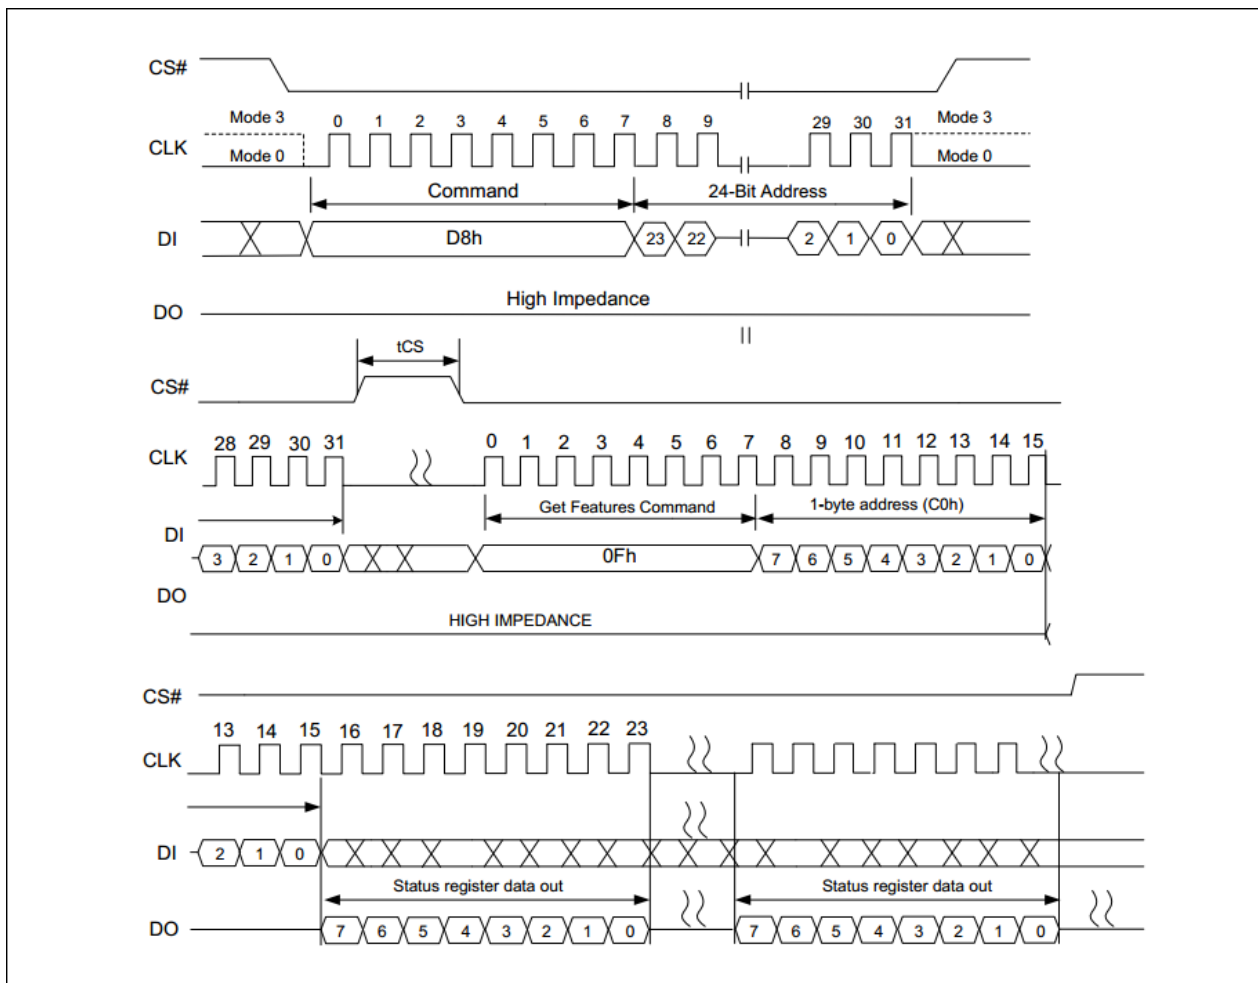 CS#
Mode 3
0 1 2 3 4 5 6 7 8 9 29 30 31
Mode 3
CLK
Mode 0
Mode 0
Command
24-Bit Address
DI
D8h
23 22 2 1 0
High Impedance
DO
tCS
CS#
28 29 30 31 0 1 2 3 4 5 6 7 8 9 10 11 12 13 14 15
CLK
Get Features Command
1-byte address (C0h)
DI
3 2 1 0 0Fh 7 6 5 4 3 2 1 0
DO
HIGH IMPEDANCE
CS#
13 14 15 16 17 18 19 20 21 22 23
CLK
DI
2 1 0
Status register data out
Status register data out
DO
7 6 5 4 3 2 1 0 7 6 5 4 3 2 1 0